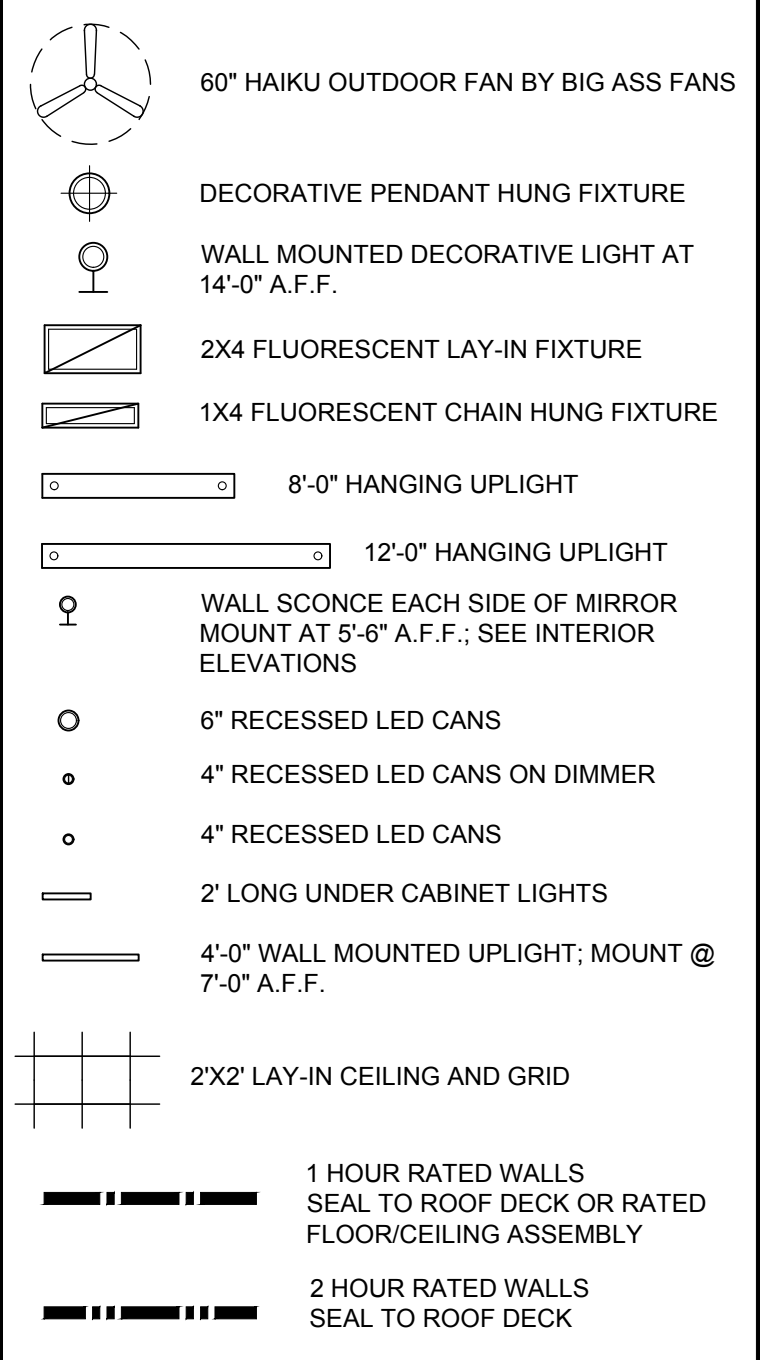 60" HAIKU OUTDOOR FAN BY BIG ASS FANS
DECORATIVE PENDANT HUNG FIXTURE
WALL MOUNTED DECORATIVE LIGHT AT
14'-0" A.F.F.
2X4 FLUORESCENT LAY-IN FIXTURE
1X4 FLUORESCENT CHAIN HUNG FIXTURE
8'-0" HANGING UPLIGHT
12'-0" HANGING UPLIGHT
WALL SCONCE EACH SIDE OF MIRROR
MOUNT AT 5'-6" A.F.F.; SEE INTERIOR
ELEVATIONS
6" RECESSED LED CANS
4" RECESSED LED CANS ON DIMMER
4" RECESSED LED CANS
2' LONG UNDER CABINET LIGHTS
4'-0" WALL MOUNTED UPLIGHT; MOUNT @
7'-0" A.F.F.
2'X2' LAY-IN CEILING AND GRID
1 HOUR RATED WALLS
SEAL TO ROOF DECK OR RATED
FLOOR/CEILING ASSEMBLY
2 HOUR RATED WALLS
SEAL TO ROOF DECK